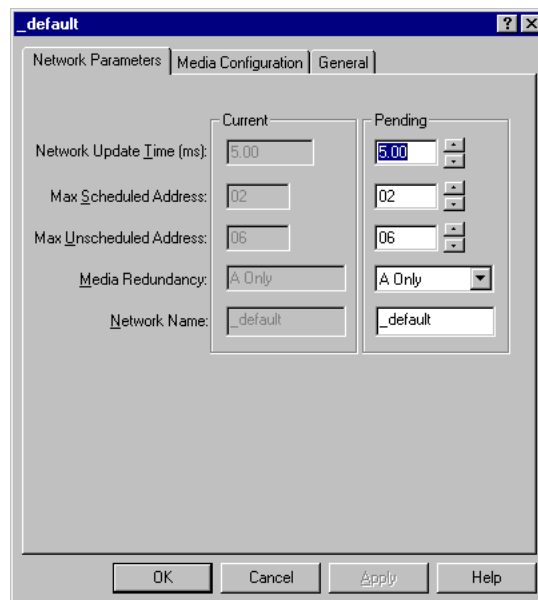 _default
Network Parameters Media Configuration General
Current Pending
Network Update Time (ms): 5.00 5.00
Max Scheduled Address: 02 02
Max Unscheduled Address: 06 06
Media Redundancy: A Only A Only
Network Name: _default _default
OK Cancel Apply Help